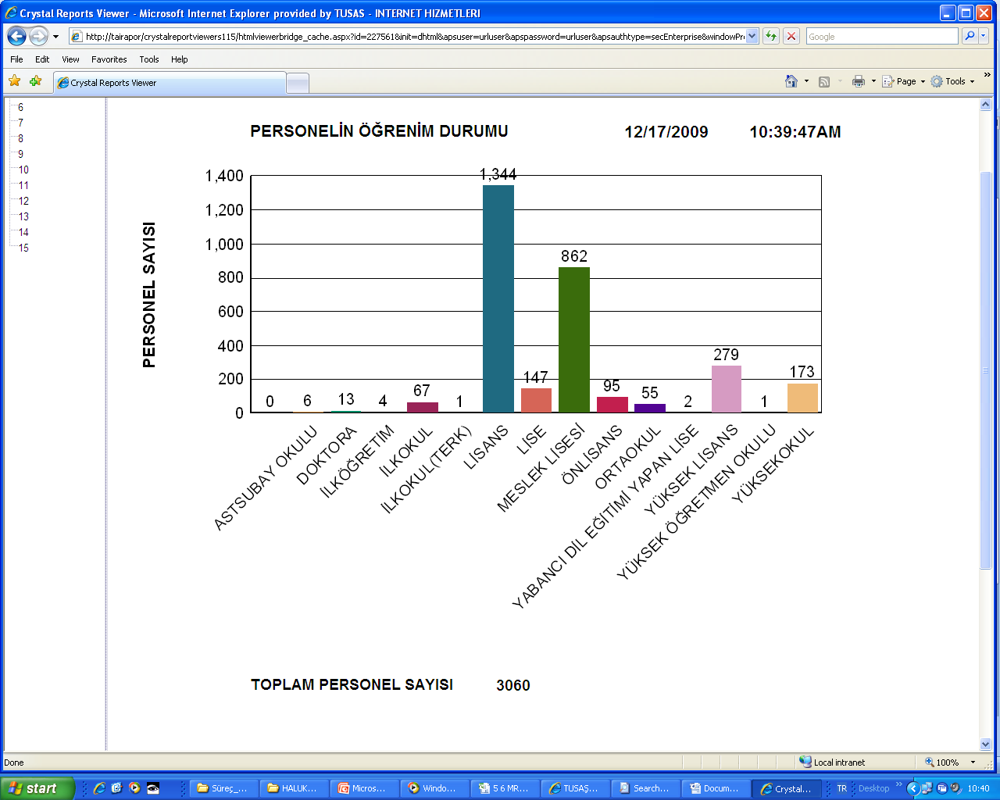 Crystal Reports Viewer - Microsoft Internet Explorer provided by TUSAS - INTERNET HIZMETLERI
http://tairapor/crystalreportviewers115/htmlviewerbridge_cache.aspx?id=227561&init=dhtml&apsuser=urluser&apspassword=urluser&apsauthtype=secEnterprise&windowPr
Google
File Edit View Favorites Tools Help
Crystal Reports Viewer
Page Tools
6
7
8
9
10
11
12
13
14
15
PERSONELİN ÖĞRENİM DURUMU 12/17/2009 10:39:47AM
PERSONEL SAYISI
1,400
1,200
1,000
800
600
400
200
0
0 6 13 4 67 1 1,344 147 862 95 55 2 279 1 173
ASTSUBAY OKULU
DOKTORA
İLKÖĞRETİM
İLKOKUL
İLKOKUL(TERK)
LİSANS
LİSE
MESLEK LİSESİ
ÖNLİSANS
ORTAOKUL
YABANCI DİL EĞİTİMİ YAPAN LİSE
YÜKSEK LİSANS
YÜKSEK ÖĞRETMEN OKULU
YÜKSEKOKUL
TOPLAM PERSONEL SAYISI 3060
Done Local intranet 100%
start Süreç_... HALUK... Micros... Windo... 5 6 MR... TUSAŞ... Search... Docum... Crystal... TR Desktop 10:40